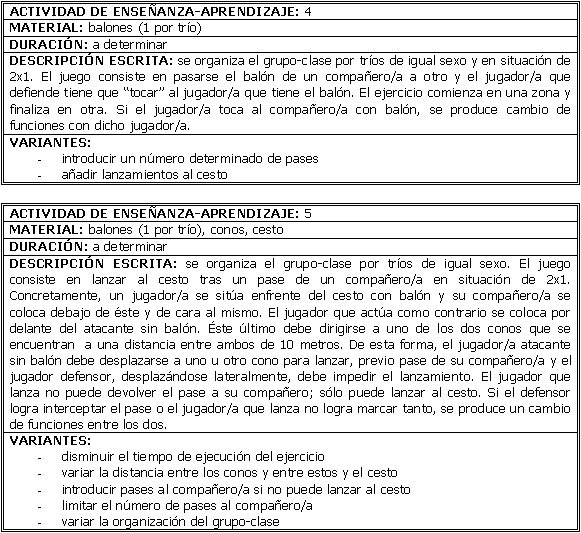 ACTIVIDAD DE ENSEÑANZA-APRENDIZAJE: 4
MATERIAL: balones (1 por trío)
DURACIÓN: a determinar
DESCRIPCIÓN ESCRITA: se organiza el grupo-clase por tríos de igual sexo y en situación de
2x1. El juego consiste en pasarse el balón de un compañero/a a otro y el jugador/a que
defiende tiene que “tocar” al jugador/a que tiene el balón. El ejercicio comienza en una zona y
finaliza en otra. Si el jugador/a toca al compañero/a con balón, se produce cambio de
funciones con dicho jugador/a.
VARIANTES:
- introducir un número determinado de pases
- añadir lanzamientos al cesto
ACTIVIDAD DE ENSEÑANZA-APRENDIZAJE: 5
MATERIAL: balones (1 por trío), conos, cesto
DURACIÓN: a determinar
DESCRIPCIÓN ESCRITA: se organiza el grupo-clase por tríos de igual sexo. El juego
consiste en lanzar al cesto tras un pase de un compañero/a en situación de 2x1.
Concretamente, un jugador/a se sitúa enfrente del cesto con balón y su compañero/a se
coloca debajo de éste y de cara al mismo. El jugador que actúa como contrario se coloca por
delante del atacante sin balón. Éste último debe dirigirse a uno de los dos conos que se
encuentran a una distancia entre ambos de 10 metros. De esta forma, el jugador/a atacante
sin balón debe desplazarse a uno u otro cono para lanzar, previo pase de su compañero/a y el
jugador defensor, desplazándose lateralmente, debe impedir el lanzamiento. El jugador que
lanza no puede devolver el pase a su compañero; sólo puede lanzar al cesto. Si el defensor
logra interceptar el pase o el jugador/a que lanza no logra marcar tanto, se produce un cambio
de funciones entre los dos.
VARIANTES:
- disminuir el tiempo de ejecución del ejercicio
- variar la distancia entre los conos y entre estos y el cesto
- introducir pases al compañero/a si no puede lanzar al cesto
- limitar el número de pases al compañero/a
- variar la organización del grupo-clase